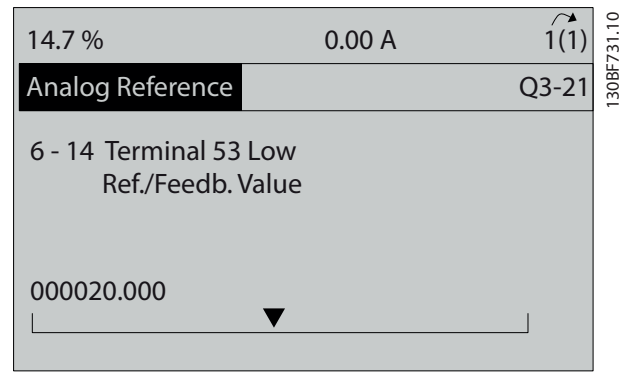 14.7 % 0.00 A 1(1)
Analog Reference Q3-21
6 - 14 Terminal 53 Low
Ref./Feedb. Value
000020.000
130BF731.10